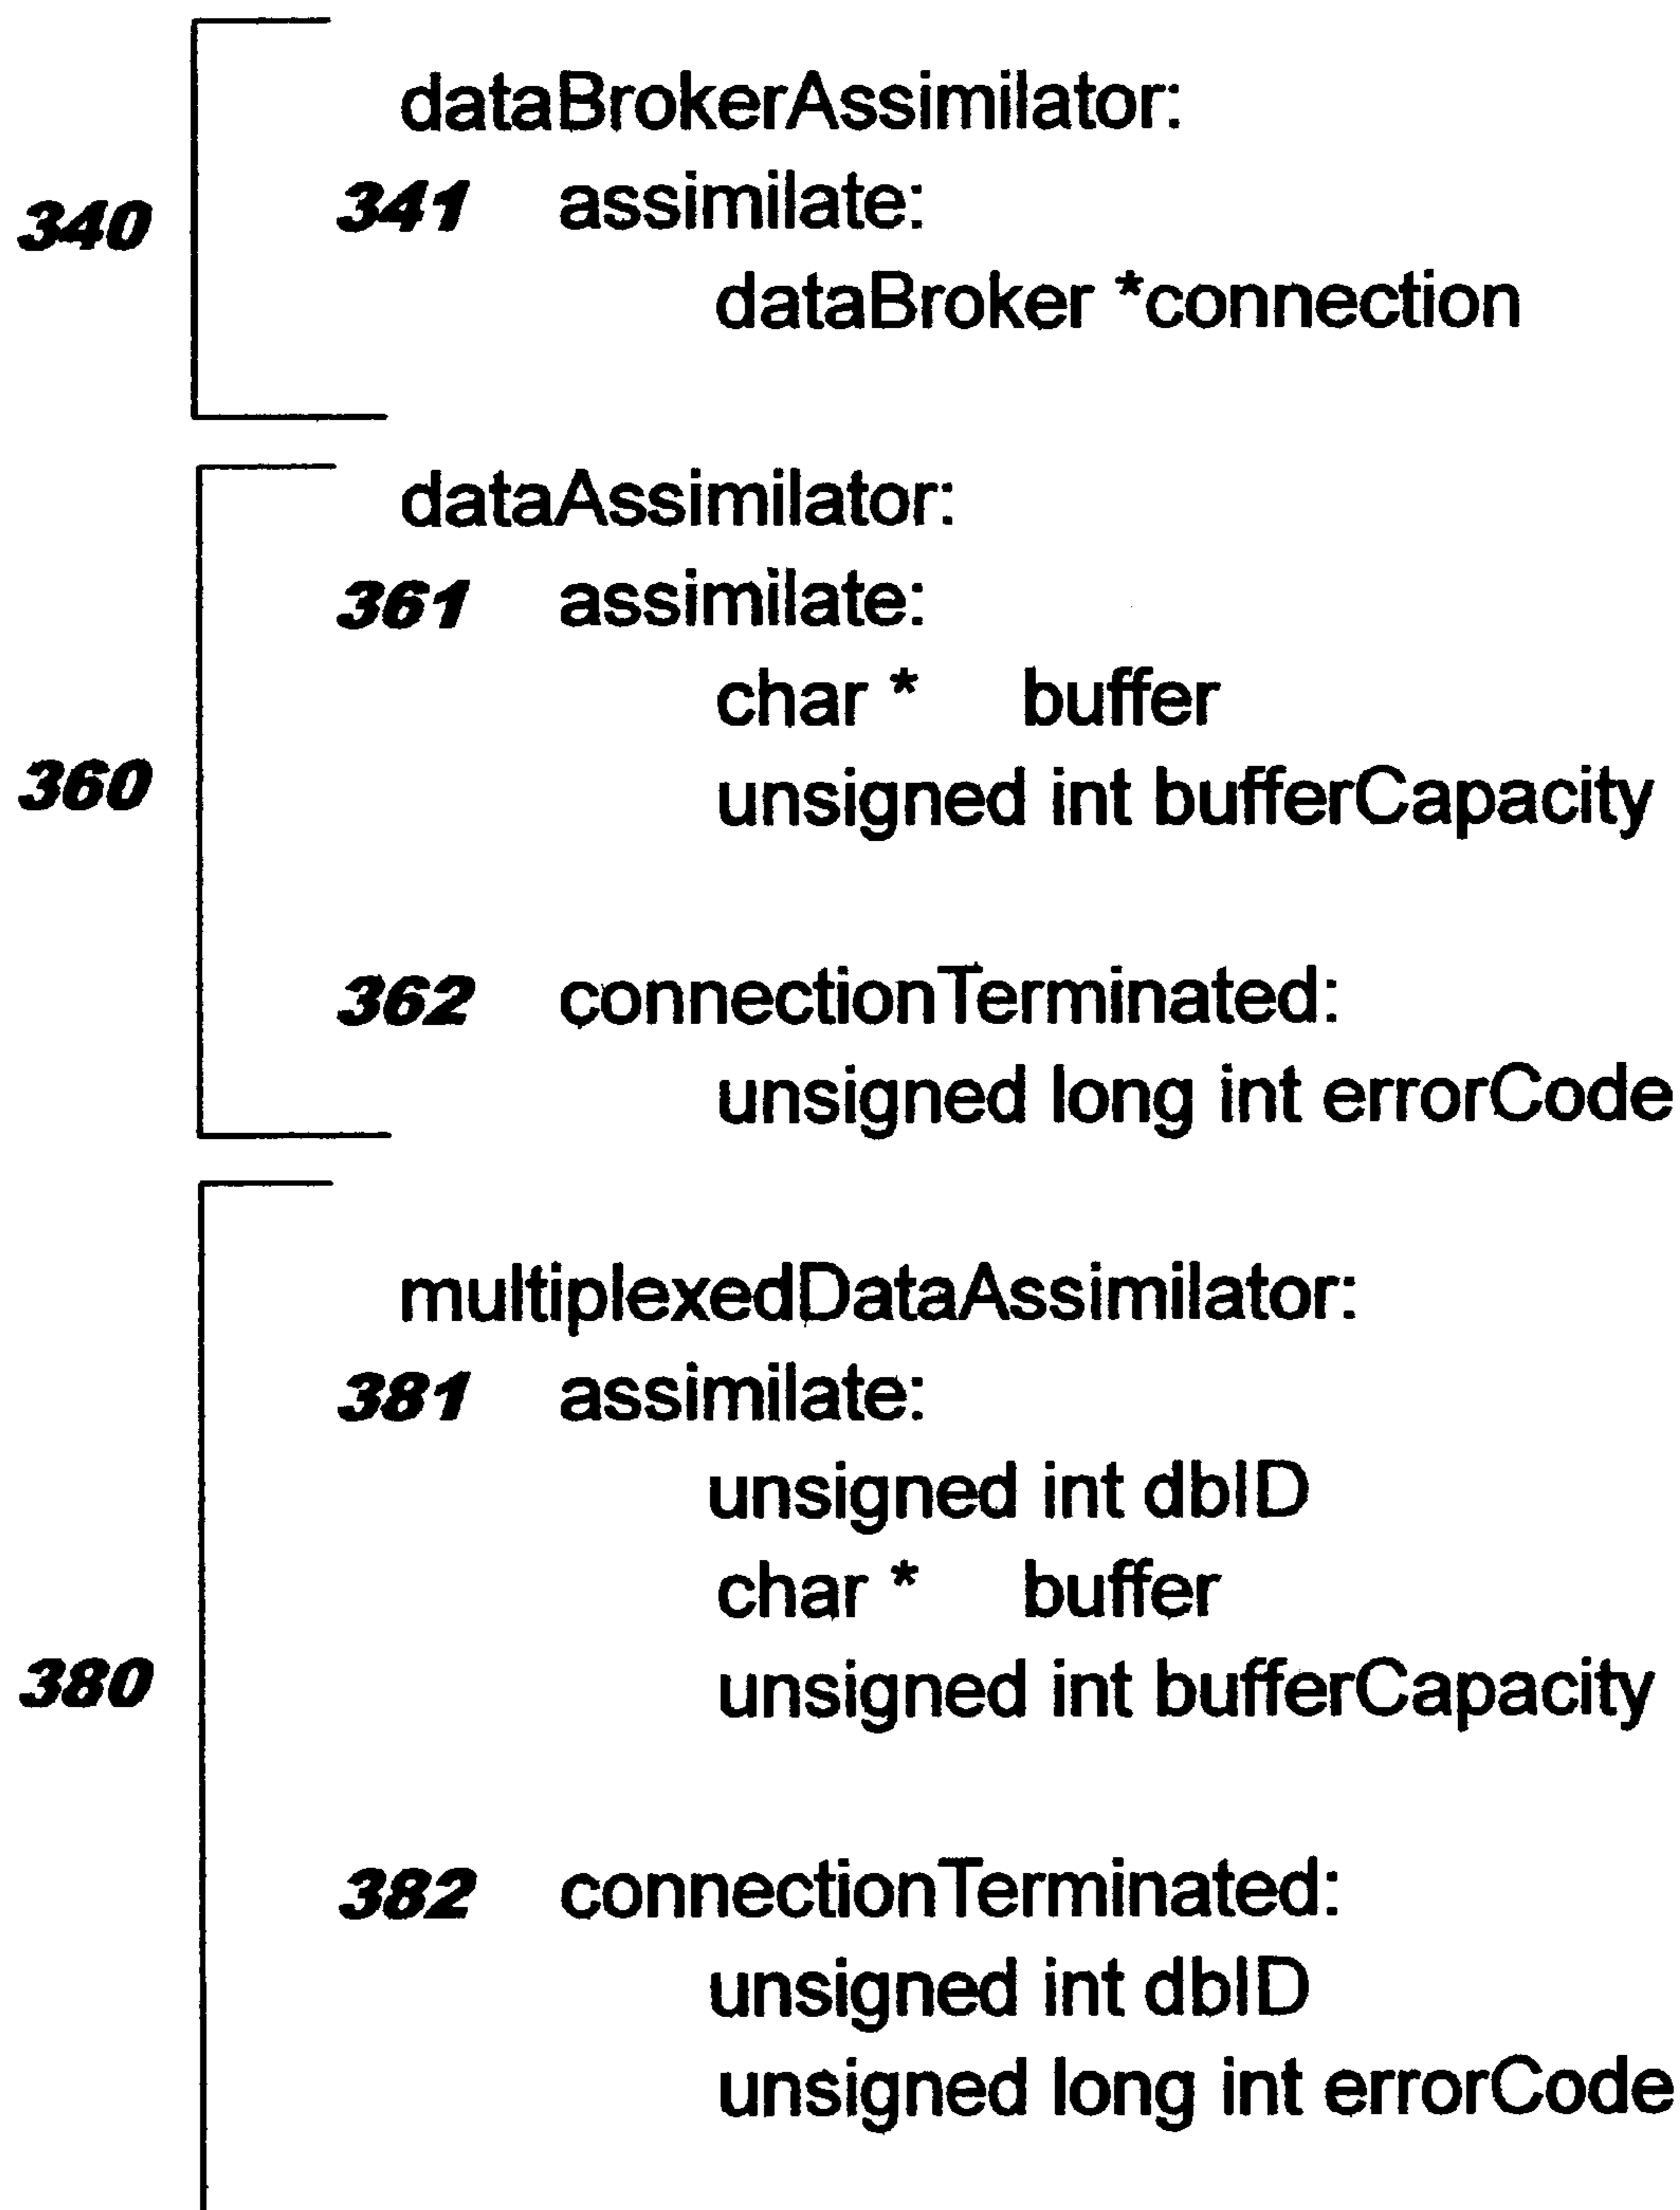 dataBrokerAssimilator:
340 341 assimilate:
dataBroker *connection
dataAssimilator:
361 assimilate:
char * buffer
360 unsigned int bufferCapacity
362 connectionTerminated:
unsigned long int errorCode
multiplexedDataAssimilator:
381 assimilate:
unsigned int dbID
char * buffer
380 unsigned int bufferCapacity
382 connectionTerminated:
unsigned int dbID
unsigned long int errorCode